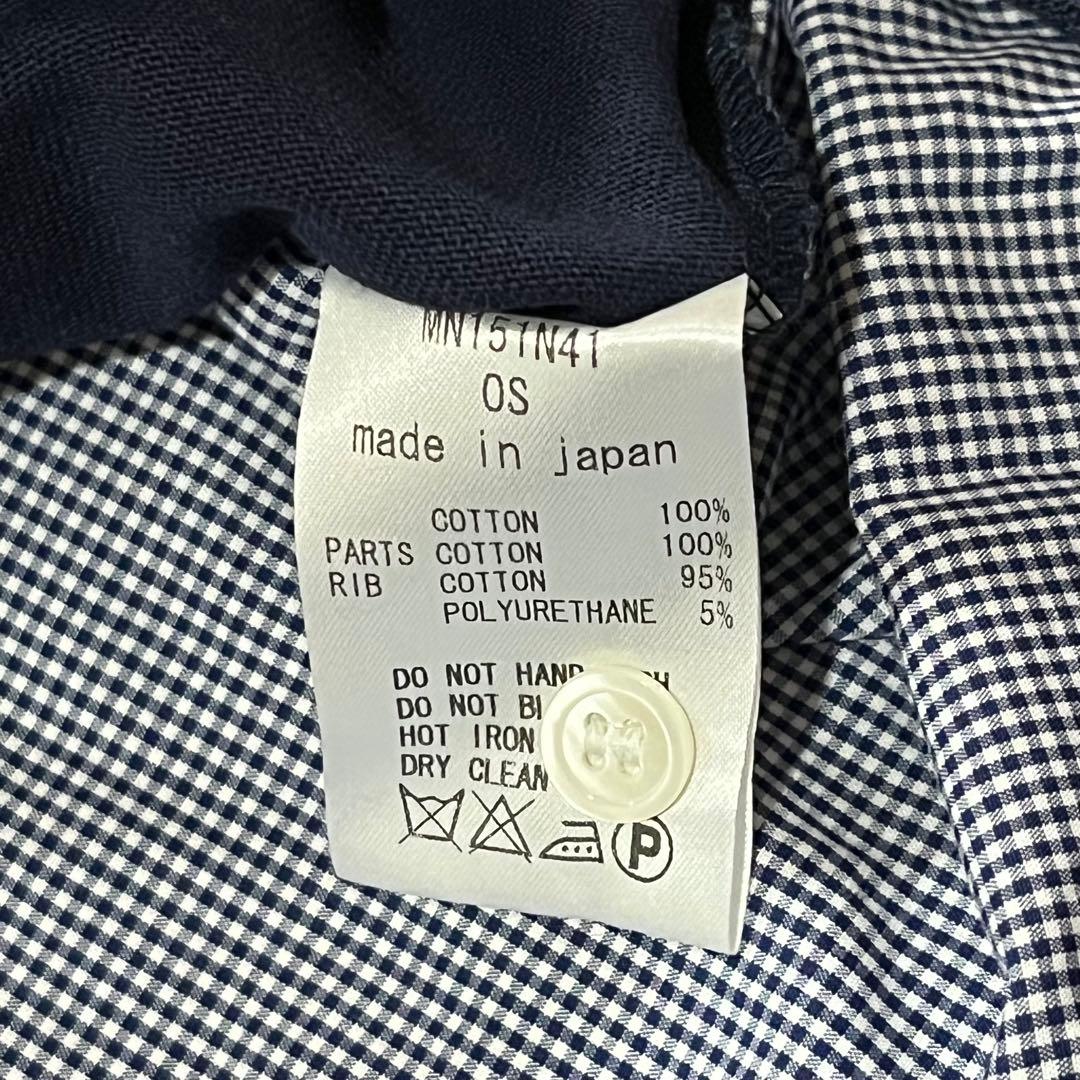 MN151N41
OS
made in japan
COTTON 100%
PARTS COTTON 100%
RIB COTTON 95%
POLYURETHANE 5%
DO NOT HAND
DO NOT
HOT IRON
DRY CLEAN
P